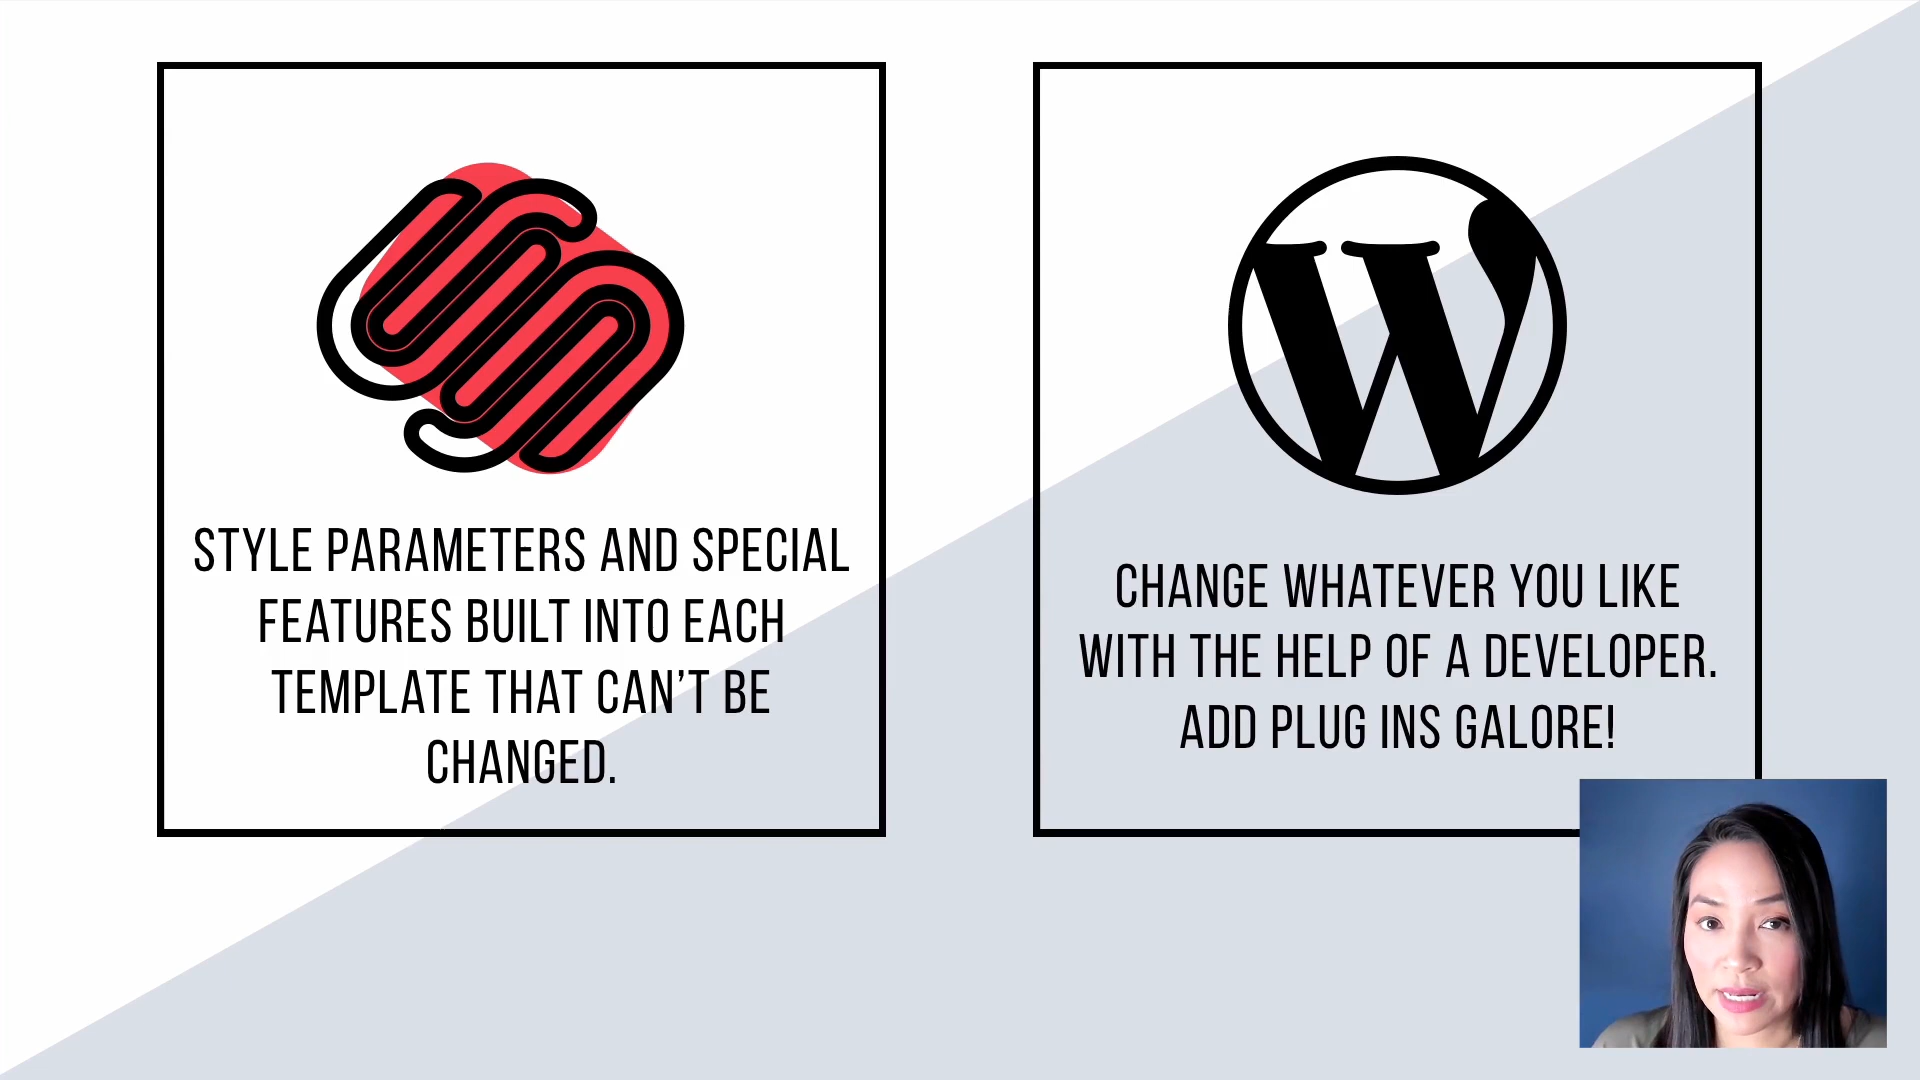 STYLE PARAMETERS AND SPECIAL
FEATURES BUILT INTO EACH
TEMPLATE THAT CAN’T BE
CHANGED.
W
CHANGE WHATEVER YOU LIKE
WITH THE HELP OF A DEVELOPER.
ADD PLUG INS GALORE!